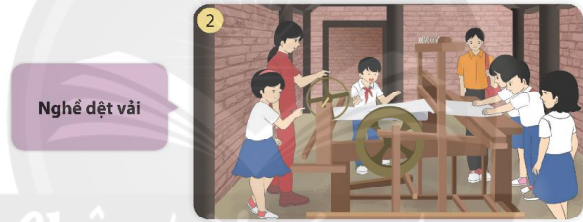 2
Nghề dệt vải